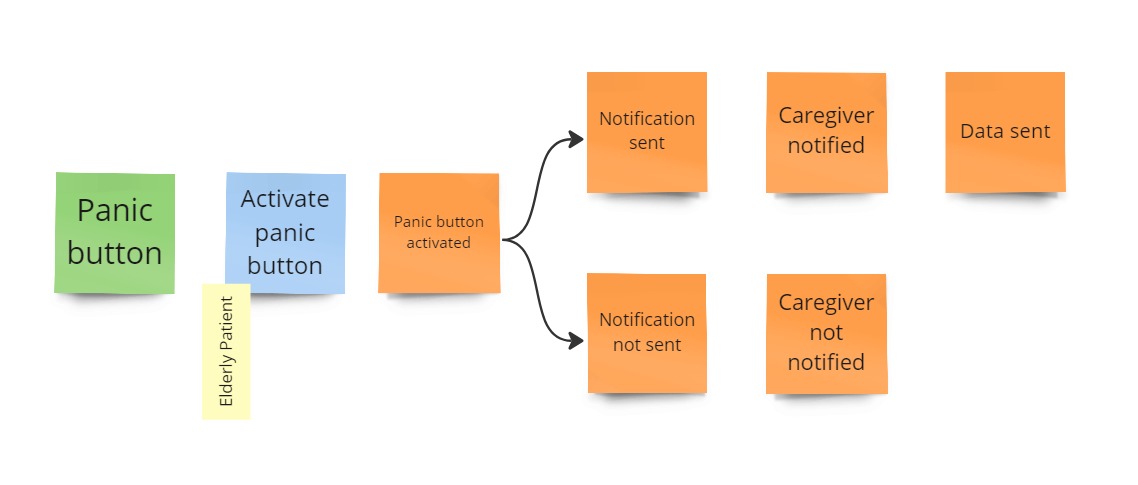 Panic
button
Activate
panic
button
Elderly Patient
Panic button
activated
Notification
sent
Caregiver
notified
Data sent
Notification
not sent
Caregiver
not
notified